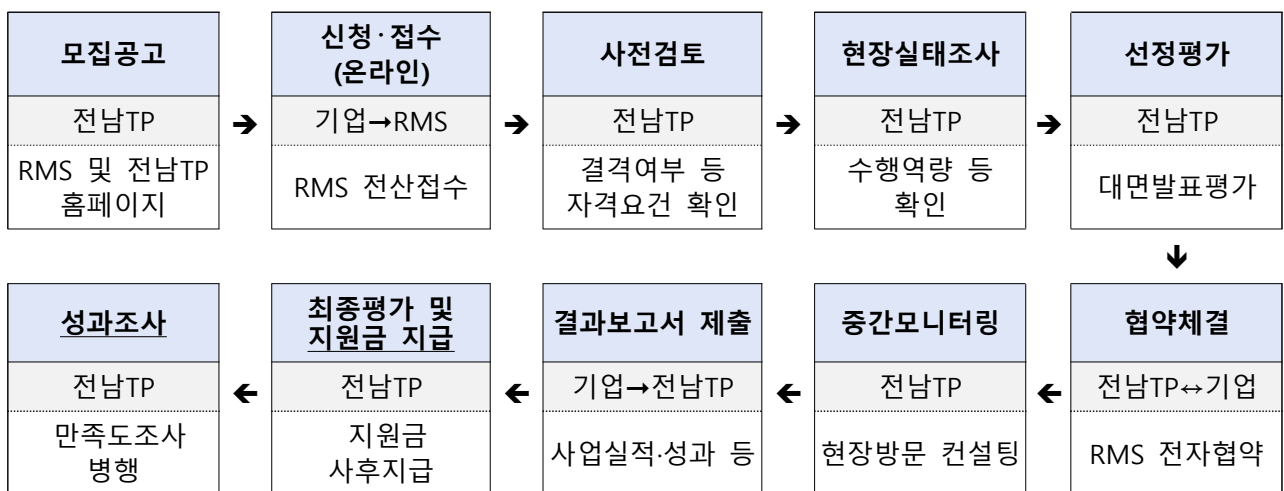 모집공고
전남TP
RMS 및 전남TP
홈페이지
신청·접수
(온라인)
기업→RMS
RMS 전산접수
사전검토
전남TP
결격여부 등
자격요건 확인
현장실태조사
전남TP
수행역량 등
확인
선정평가
전남TP
대면발표평가
협약체결
전남TP↔기업
RMS 전자협약
중간모니터링
전남TP
현장방문 컨설팅
결과보고서 제출
기업→전남TP
사업실적·성과 등
최종평가 및
지원금 지급
전남TP
지원금
사후지급
성과조사
전남TP
만족도조사
병행